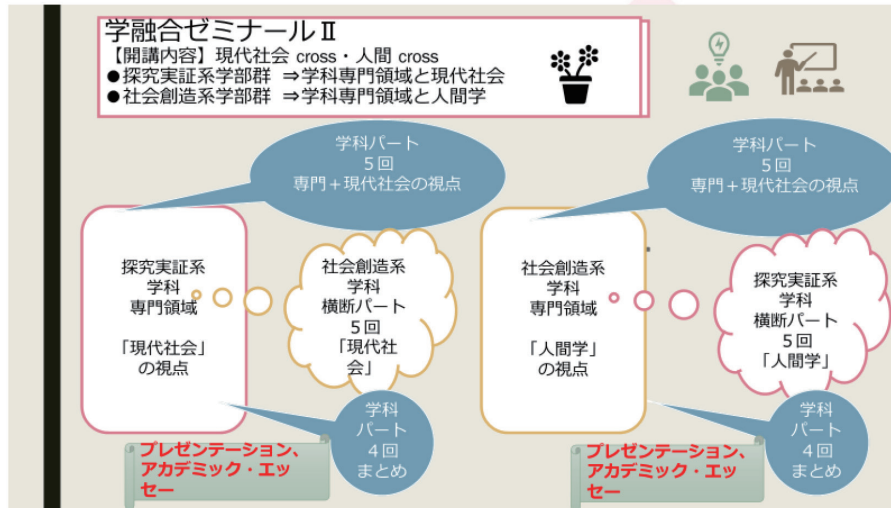 学融合ゼミナールⅡ
【開講内容】現代社会 cross・人間 cross
●探究実証系学部群 ⇒学科専門領域と現代社会
●社会創造系学部群 ⇒学科専門領域と人間学
学科パート
５回
専門＋現代社会の視点
探究実証系
学科
専門領域
「現代社会」
の視点
社会創造系
学科
横断パート
５回
「現代社
会」
学科
パート
４回
まとめ
プレゼンテーション、
アカデミック・エッ
セー
学科パート
５回
専門＋現代社会の視点
社会創造系
学科
専門領域
「人間学」
の視点
探究実証系
学科
横断パート
５回
「人間学」
学科
パート
４回
まとめ
プレゼンテーション、
アカデミック・エッ
セー